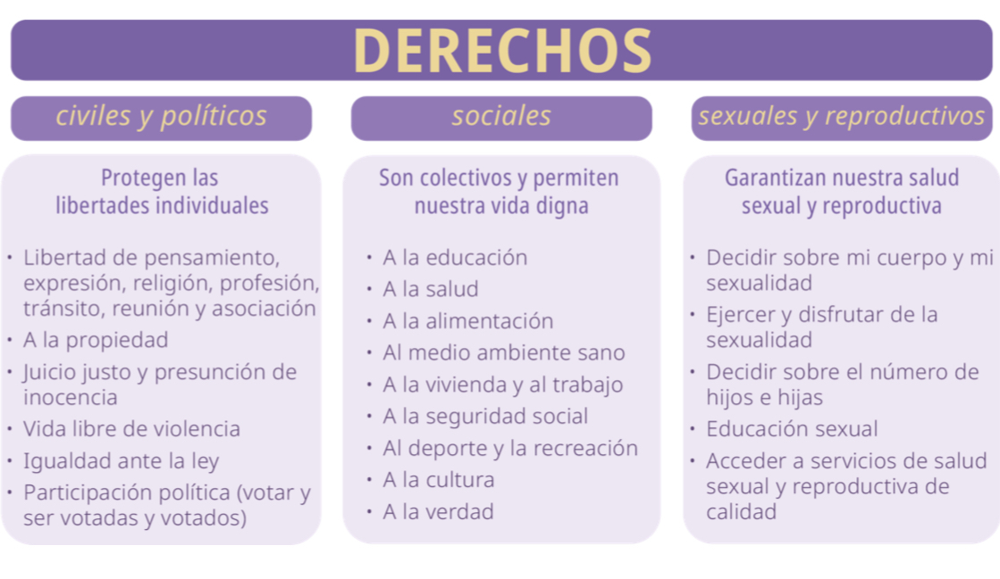 DERECHOS
civiles y políticos
Protegen las
libertades individuales
• Libertad de pensamiento,
expresión, religión, profesión,
tránsito, reunión y asociación
• A la propiedad
• Juicio justo y presunción de
inocencia
• Vida libre de violencia
• Igualdad ante la ley
• Participación política (votar y
ser votadas y votados)
sociales
Son colectivos y permiten
nuestra vida digna
• A la educación
• A la salud
• A la alimentación
• Al medio ambiente sano
• A la vivienda y al trabajo
• A la seguridad social
• Al deporte y la recreación
• A la cultura
• A la verdad
sexuales y reproductivos
Garantizan nuestra salud
sexual y reproductiva
• Decidir sobre mi cuerpo y mi
sexualidad
• Ejercer y disfrutar de la
sexualidad
• Decidir sobre el número de
hijos e hijas
• Educación sexual
• Acceder a servicios de salud
sexual y reproductiva de
calidad